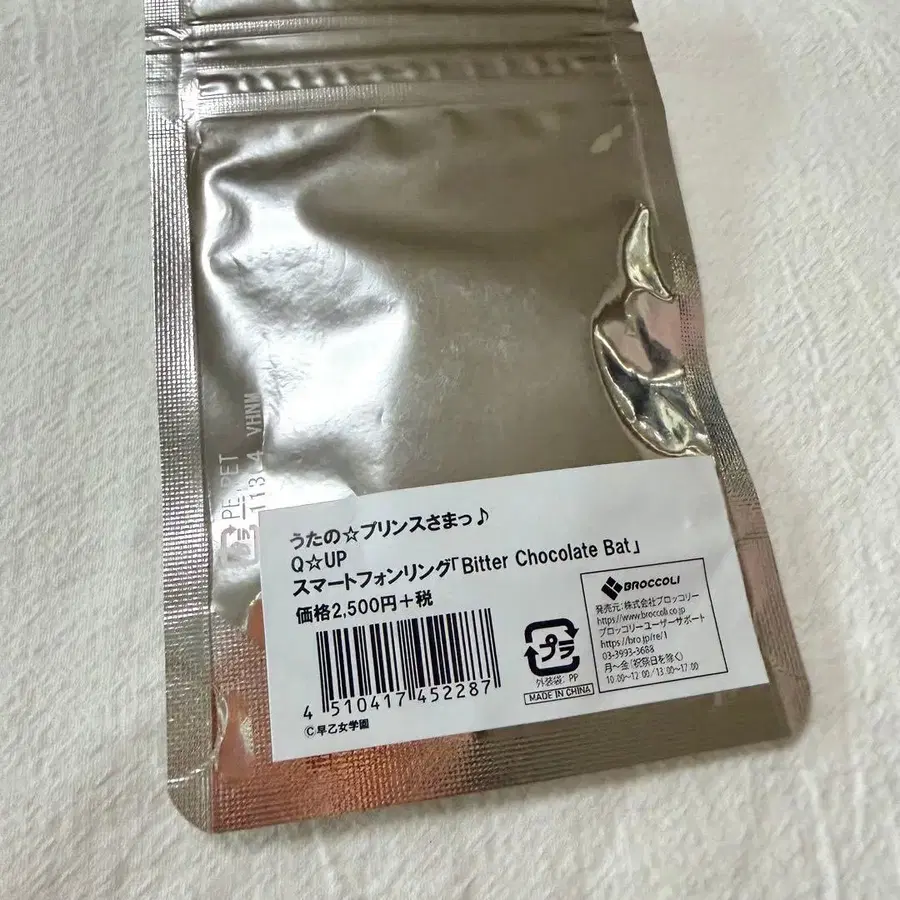 うたの☆プリンスさまっ♪
Q☆UP
スマートフォンリング「Bitter Chocolate Bat」
価格2,500円+税
4 510417 452287
©早乙女学園
プラ
外装袋: PP
MADE IN CHINA
BROCCOLI
発売元:株式会社ブロッコリー
https://www.broccoli.co.jp
ブロッコリーユーザーサポート
https://bro.jp/re/1
03-3993-3688
月〜金(祝祭日を除く)
10:00〜12:00/13:00〜17:00
VHNM